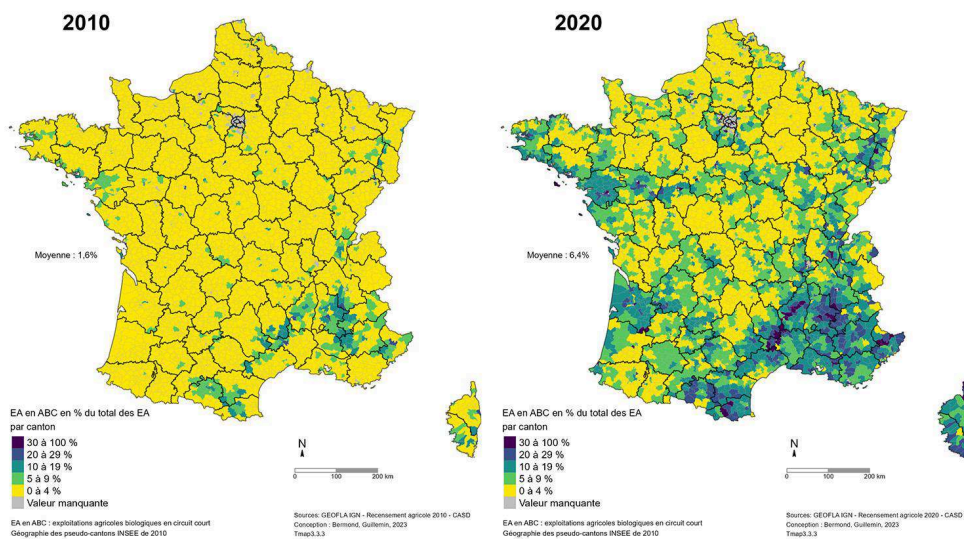 2010
Moyenne : 1,6%
EA en ABC en % du total des EA
par canton
30 à 100 %
20 à 29 %
10 à 19 %
5 à 9 %
0 à 4 %
Valeur manquante
N
0 100 200 km
EA en ABC : exploitations agricoles biologiques en circuit court
Géographie des pseudo-cantons INSEE de 2010
Sources: GEOFLA IGN - Recensement agricole 2010 - CASD
Conception : Bermond, Guillemin, 2023
Tmap3.3.3
2020
Moyenne : 6,4%
EA en ABC en % du total des EA
par canton
30 à 100 %
20 à 29 %
10 à 19 %
5 à 9 %
0 à 4 %
Valeur manquante
N
0 100 200 km
EA en ABC : exploitations agricoles biologiques en circuit court
Géographie des pseudo-cantons INSEE de 2010
Sources: GEOFLA IGN - Recensement agricole 2020 - CASD
Conception : Bermond, Guillemin, 2023
Tmap3.3.3